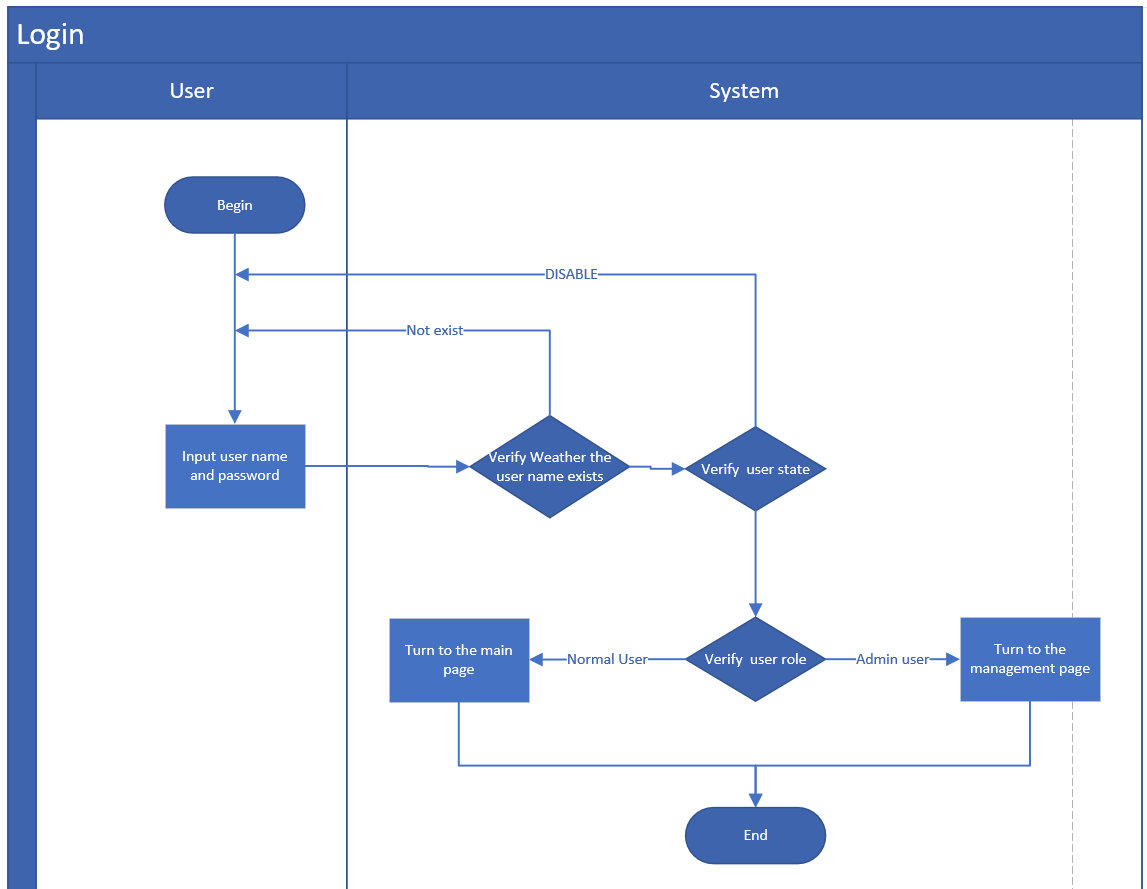 Login
User
System
Begin
DISABLE
Not exist
Input user name
and password
Verify Weather the
user name exists
Verify user state
Turn to the main
page
Normal User
Verify user role
Admin user
Turn to the
management page
End